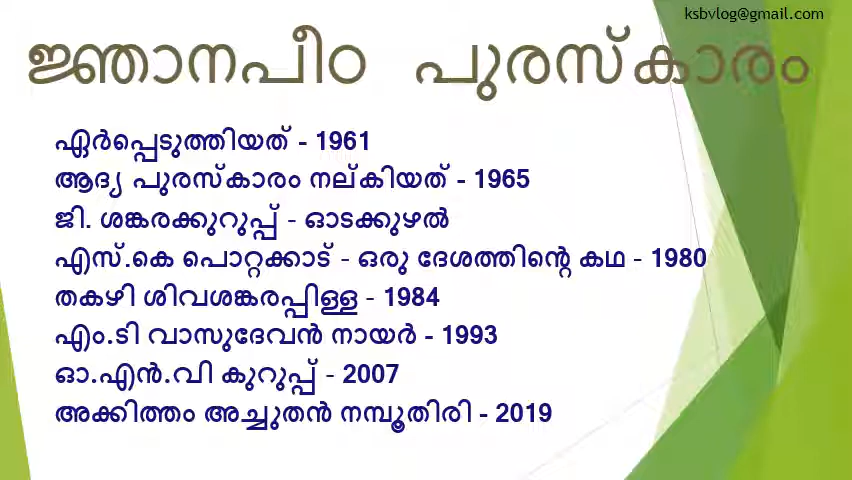 ksbvlog@gmail.com
ജ്ഞാനപീഠ പുരസ്കാരം
ഏർപ്പെടുത്തിയത് - 1961
ആദ്യ പുരസ്കാരം നല്കിയത് - 1965
ജി. ശങ്കരക്കുറുപ്പ് - ഓടക്കുഴൽ
എസ്.കെ പൊറ്റക്കാട് - ഒരു ദേശത്തിന്റെ കഥ - 1980
തകഴി ശിവശങ്കരപ്പിള്ള - 1984
എം.ടി വാസുദേവൻ നായർ - 1993
ഓ.എൻ.വി കുറുപ്പ് - 2007
അക്കിത്തം അച്ചുതൻ നമ്പൂതിരി - 2019